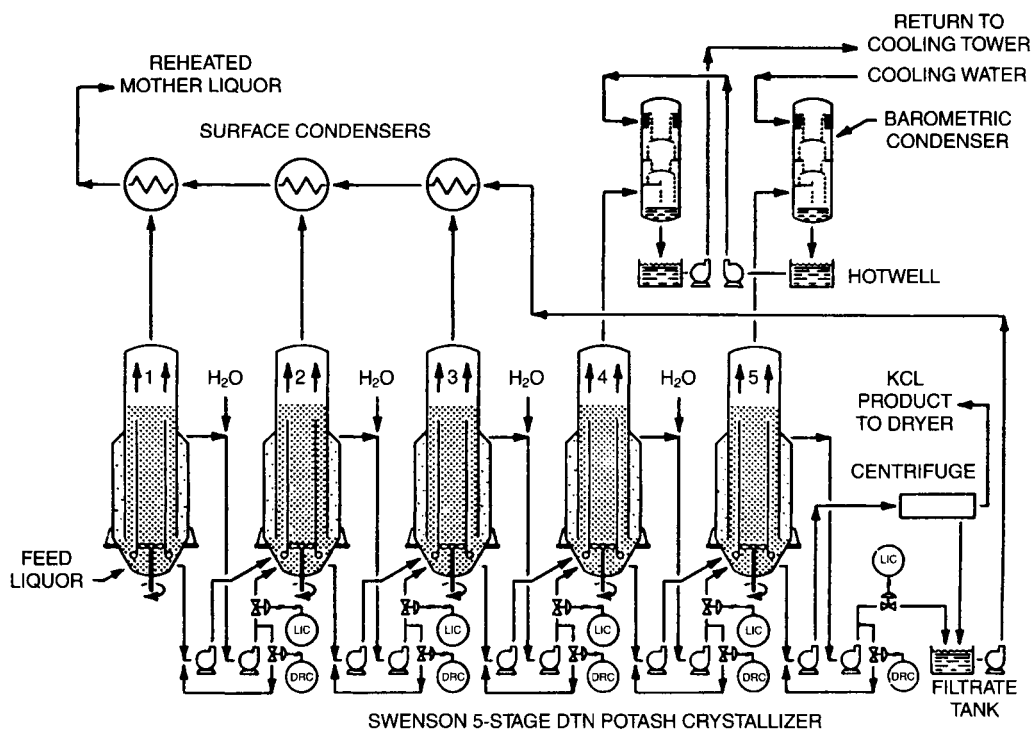 RETURN TO
COOLING TOWER
REHEATED
MOTHER LIQUOR
COOLING WATER
SURFACE CONDENSERS
BAROMETRIC
CONDENSER
HOTWELL
1
H₂O
2
H₂O
3
H₂O
4
H₂O
5
KCL
PRODUCT
TO DRYER
CENTRIFUGE
FEED
LIQUOR
LIC
LIC
LIC
LIC
LIC
DRC
DRC
DRC
DRC
DRC
FILTRATE
TANK
SWENSON 5-STAGE DTN POTASH CRYSTALLIZER